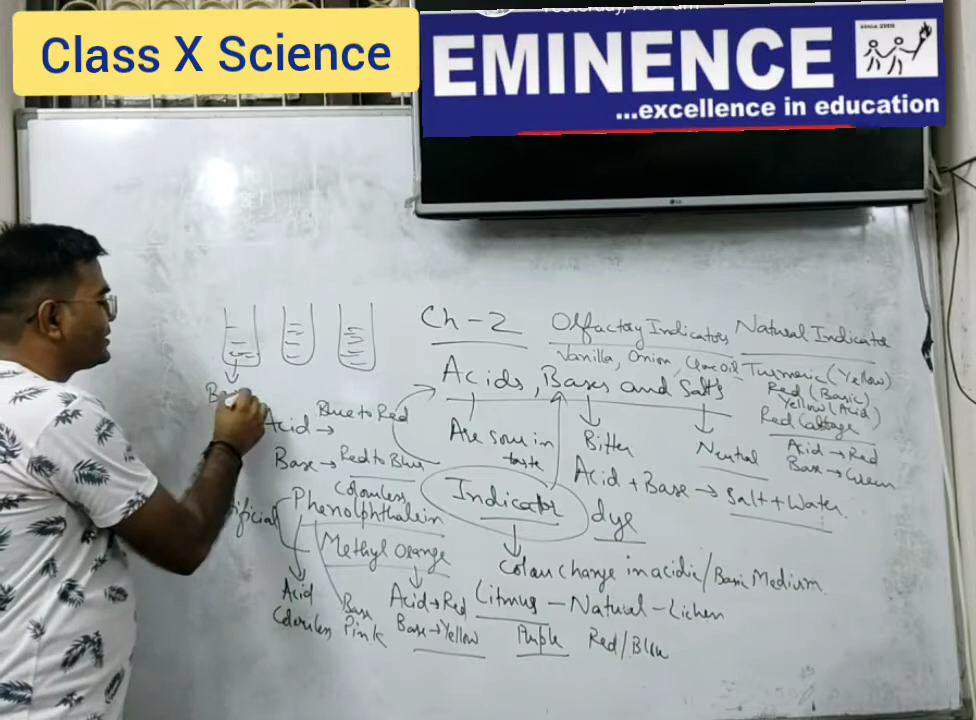 Class X Science
EMINENCE
since 2008
...excellence in education
LG
Ch-2
Olfactory Indicators
Natural Indicator
Vanilla, Onion, Clove oil
Turmeric (Yellow)
Red (Basic)
Yellow (Acid)
Red Cabbage
Acid → Red
Base → Green
Acids, Bases and Salts
Are sour in
taste
Bitter
Neutral
Acid + Base → Salt + Water
Blue to Red
Acid →
Base → Red to Blue
Indicator
dye
Colour change in acidic/Basic Medium
Colourless
Phenolphthalein
Methyl Orange
Acid
Colourless
Base
Pink
Acid → Red
Base → Yellow
Litmus - Natural - Lichen
Purple Red/Blue